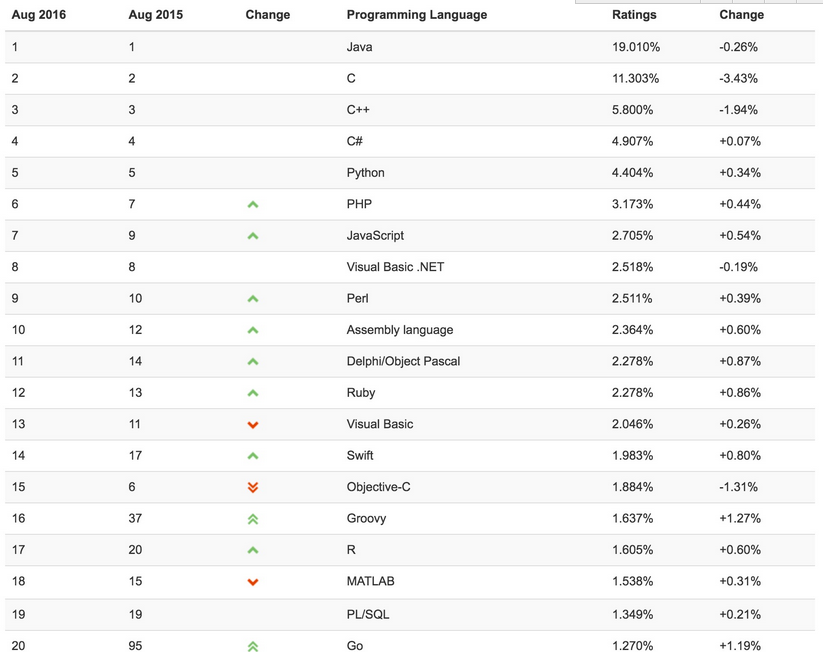 Aug 2016 Aug 2015 Change Programming Language Ratings Change
1 1 Java 19.010% -0.26%
2 2 C 11.303% -3.43%
3 3 C++ 5.800% -1.94%
4 4 C# 4.907% +0.07%
5 5 Python 4.404% +0.34%
6 7 PHP 3.173% +0.44%
7 9 JavaScript 2.705% +0.54%
8 8 Visual Basic .NET 2.518% -0.19%
9 10 Perl 2.511% +0.39%
10 12 Assembly language 2.364% +0.60%
11 14 Delphi/Object Pascal 2.278% +0.87%
12 13 Ruby 2.278% +0.86%
13 11 Visual Basic 2.046% +0.26%
14 17 Swift 1.983% +0.80%
15 6 Objective-C 1.884% -1.31%
16 37 Groovy 1.637% +1.27%
17 20 R 1.605% +0.60%
18 15 MATLAB 1.538% +0.31%
19 19 PL/SQL 1.349% +0.21%
20 95 Go 1.270% +1.19%